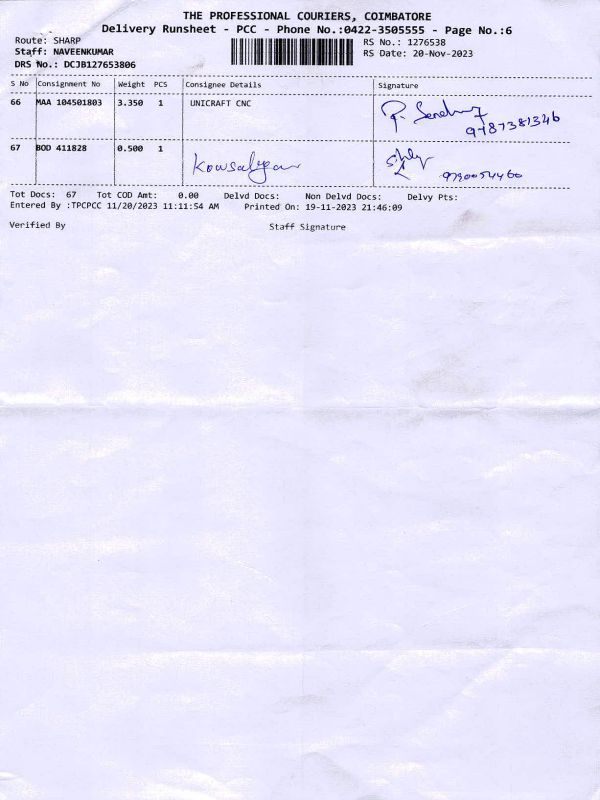 THE PROFESSIONAL COURIERS, COIMBATORE
Delivery Runsheet - PCC - Phone No.:0422-3505555 - Page No.:6
Route: SHARP RS No.: 1276538
Staff: NAVEENKUMAR RS Date: 20-Nov-2023
DRS No.: DCJB127653806
S No Consignment No Weight PCS Consignee Details Signature
66 MAA 104501803 3.350 1 UNICRAFT CNC
9787381346
67 BOD 411828 0.500 1 Kowsalyan
9790054460
Tot Docs: 67 Tot COD Amt: 0.00 Delvd Docs: Non Delvd Docs: Delvy Pts:
Entered By :TPCPCC 11/20/2023 11:11:54 AM Printed On: 19-11-2023 21:46:09
Verified By Staff Signature